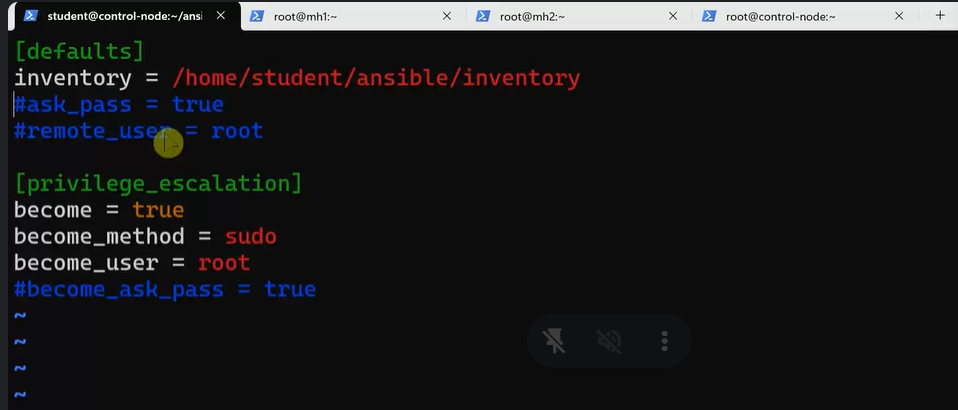 student@control-node:~/ansi
root@mh1:~
root@mh2:~
root@control-node:~
[defaults]
inventory = /home/student/ansible/inventory
#ask_pass = true
#remote_user = root
[privilege_escalation]
become = true
become_method = sudo
become_user = root
#become_ask_pass = true
~
~
~
~